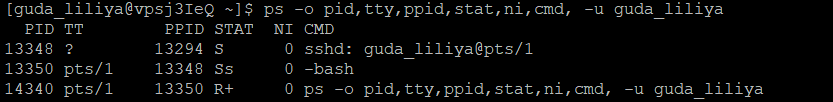 [guda_liliya@vpsj3IeQ ~]$ ps -o pid,tty,ppid,stat,ni,cmd, -u guda_liliya
PID TT PPID STAT NI CMD
13348 ? 13294 S 0 sshd: guda_liliya@pts/1
13350 pts/1 13348 Ss 0 -bash
14340 pts/1 13350 R+ 0 ps -o pid,tty,ppid,stat,ni,cmd, -u guda_liliya